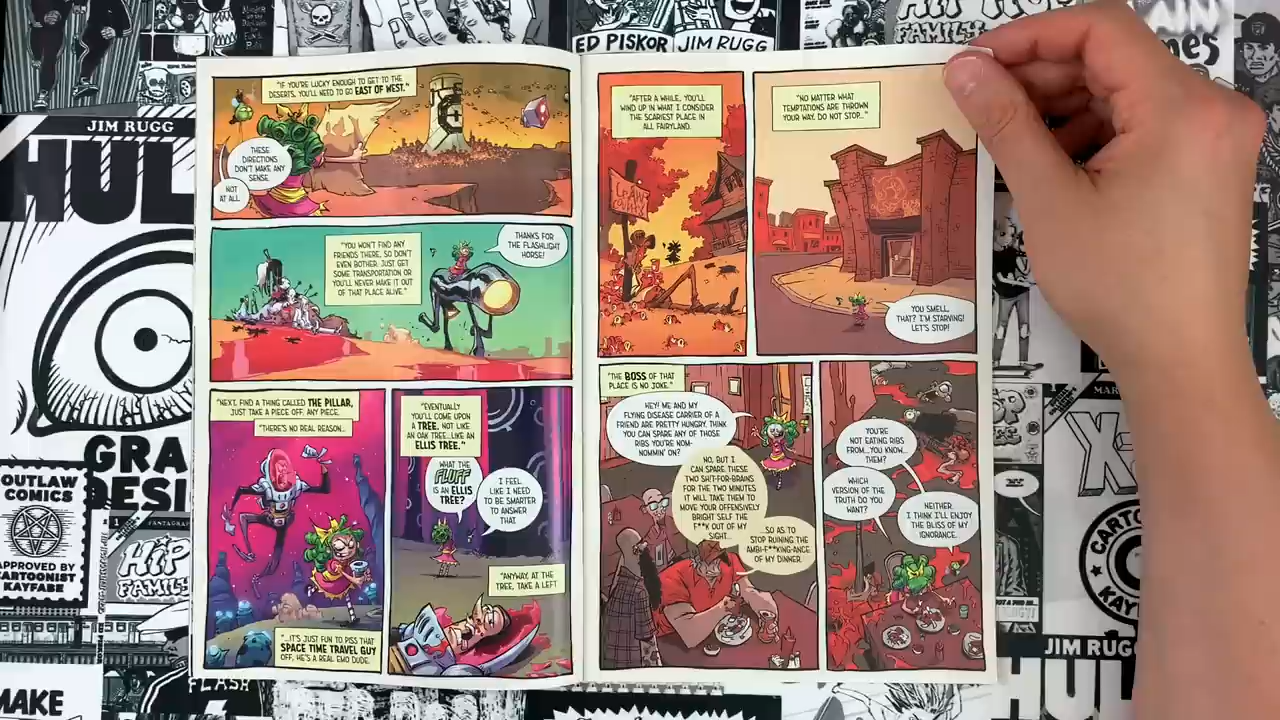 ED PISKOR
JIM RUGG
JIM RUGG
HUL
GRA
DESI
OUTLAW
COMICS
APPROVED BY
CARTOONIST
KAYFABE
HIP
FAMILY
MAKE
FLASH
"IF YOU'RE LUCKY ENOUGH TO GET TO THE
DESERTS, YOU'LL NEED TO GO EAST OF WEST."
THESE
DIRECTIONS
DON'T MAKE ANY
SENSE.
NOT
AT ALL.
"YOU WON'T FIND ANY
FRIENDS THERE, SO DON'T
EVEN BOTHER. JUST GET
SOME TRANSPORTATION OR
YOU'LL NEVER MAKE IT OUT
OF THAT PLACE ALIVE."
THANKS FOR
THE FLASHLIGHT
HORSE!
"NEXT, FIND A THING CALLED THE PILLAR,
JUST TAKE A PIECE OFF. ANY PIECE.
"THERE'S NO REAL REASON...
"...IT'S JUST FUN TO PISS THAT
SPACE TIME TRAVEL GUY
OFF, HE'S A REAL EMO DUDE.
"EVENTUALLY
YOU'LL COME UPON
A TREE. NOT LIKE
AN OAK TREE...LIKE AN
ELLIS TREE."
WHAT THE
FLUFF
IS AN ELLIS
TREE?
I FEEL
LIKE I NEED
TO BE SMARTER
TO ANSWER
THAT.
"ANYWAY, AT THE
TREE, TAKE A LEFT.
"AFTER A WHILE, YOU'LL
WIND UP IN WHAT I CONSIDER
THE SCARIEST PLACE IN
ALL FAIRYLAND.
"NO MATTER WHAT
TEMPTATIONS ARE THROWN
YOUR WAY, DO NOT STOP..."
YOU SMELL
THAT? I'M STARVING!
LET'S STOP!
"THE BOSS OF THAT
PLACE IS NO JOKE."
HEY! ME AND MY
FLYING DISEASE CARRIER OF A
FRIEND ARE PRETTY HUNGRY. THINK
YOU CAN SPARE ANY OF THOSE
RIBS YOU'RE NOM-
NOMMIN' ON?
NO, BUT I
CAN SPARE THESE
TWO SHIT-FOR-BRAINS
FOR THE TWO MINUTES
IT WILL TAKE THEM TO
MOVE YOUR OFFENSIVELY
BRIGHT SELF THE
F**K OUT OF MY
SIGHT...
...SO AS TO
STOP RUINING THE
AMBI-F**KING-ANCE
OF MY DINNER.
YOU'RE
NOT EATING RIBS
FROM...YOU KNOW...
THEM?
WHICH
VERSION OF THE
TRUTH DO YOU
WANT?
NEITHER.
I THINK I'LL ENJOY
THE BLISS OF MY
IGNORANCE.
JIM RUGG
HUL